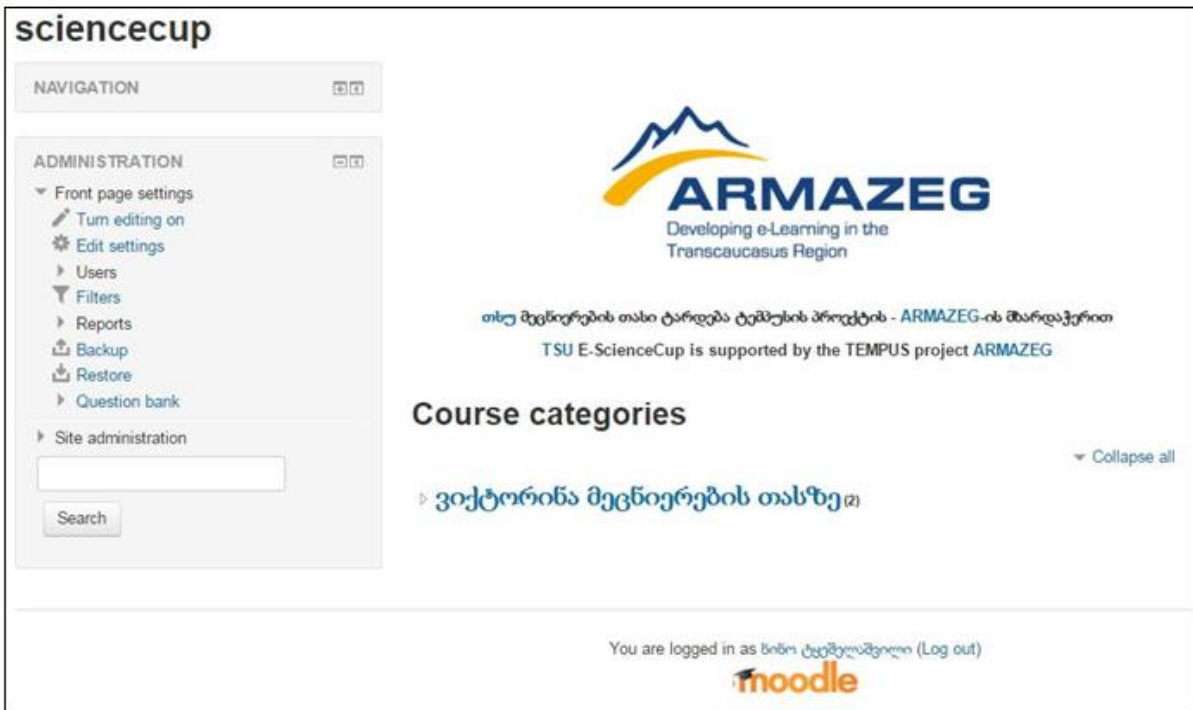 sciencecup
NAVIGATION
ADMINISTRATION
Front page settings
Turn editing on
Edit settings
Users
Filters
Reports
Backup
Restore
Question bank
Site administration
Search
ARMAZEG
Developing e-Learning in the
Transcaucasus Region
თსუ მეცნიერების თასი ტარდება ტემპუსის პროექტის - ARMAZEG-ის მხარდაჭერით
TSU E-ScienceCup is supported by the TEMPUS project ARMAZEG
Course categories
Collapse all
ვიქტორინა მეცნიერების თასზე (2)
You are logged in as ნინო ტყეშელაშვილი (Log out)
moodle